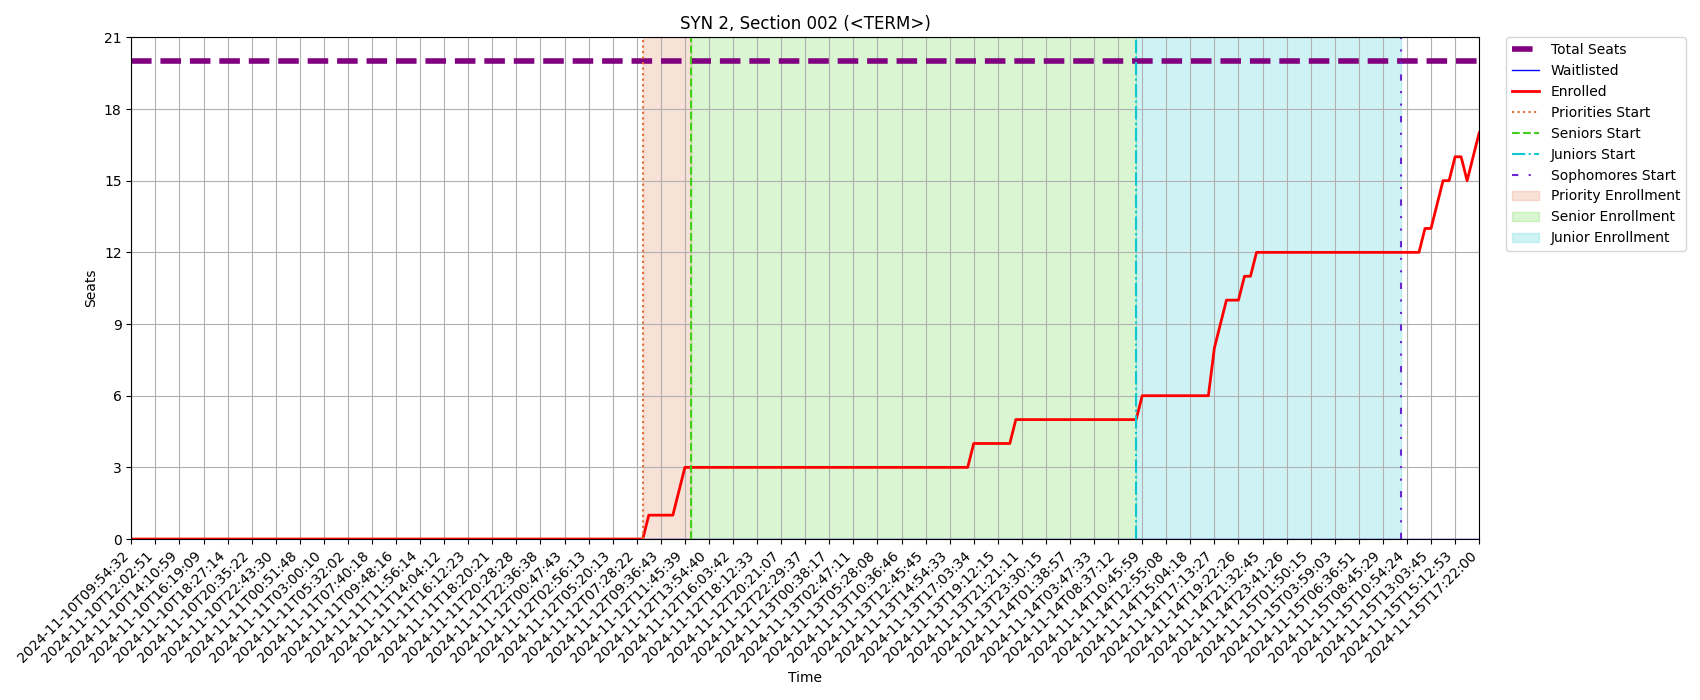 SYN 2, Section 002 (<TERM>)
21
18
15
12
9
6
3
0
Seats
2024-11-10T09:54:32
2024-11-10T12:02:51
2024-11-10T14:10:59
2024-11-10T16:19:09
2024-11-10T18:27:14
2024-11-10T20:35:22
2024-11-10T22:43:30
2024-11-11T00:51:48
2024-11-11T03:00:10
2024-11-11T05:32:02
2024-11-11T07:40:18
2024-11-11T09:48:16
2024-11-11T11:56:14
2024-11-11T14:04:12
2024-11-11T16:12:23
2024-11-11T18:20:21
2024-11-11T20:28:28
2024-11-11T22:36:38
2024-11-12T00:47:43
2024-11-12T02:56:13
2024-11-12T05:20:13
2024-11-12T07:28:22
2024-11-12T09:36:43
2024-11-12T11:45:39
2024-11-12T13:54:40
2024-11-12T16:03:42
2024-11-12T18:12:33
2024-11-12T20:21:07
2024-11-12T22:29:37
2024-11-13T00:38:17
2024-11-13T02:47:11
2024-11-13T05:28:08
2024-11-13T10:36:46
2024-11-13T12:45:45
2024-11-13T14:54:33
2024-11-13T17:03:34
2024-11-13T19:12:15
2024-11-13T21:21:11
2024-11-13T23:30:15
2024-11-14T01:38:57
2024-11-14T03:47:33
2024-11-14T08:37:12
2024-11-14T10:45:59
2024-11-14T12:55:08
2024-11-14T15:04:18
2024-11-14T17:13:27
2024-11-14T19:22:26
2024-11-14T21:32:45
2024-11-14T23:41:26
2024-11-15T01:50:15
2024-11-15T03:59:03
2024-11-15T06:36:51
2024-11-15T08:45:29
2024-11-15T10:54:24
2024-11-15T13:03:45
2024-11-15T15:12:53
2024-11-15T17:22:00
Time
Total Seats
Waitlisted
Enrolled
Priorities Start
Seniors Start
Juniors Start
Sophomores Start
Priority Enrollment
Senior Enrollment
Junior Enrollment